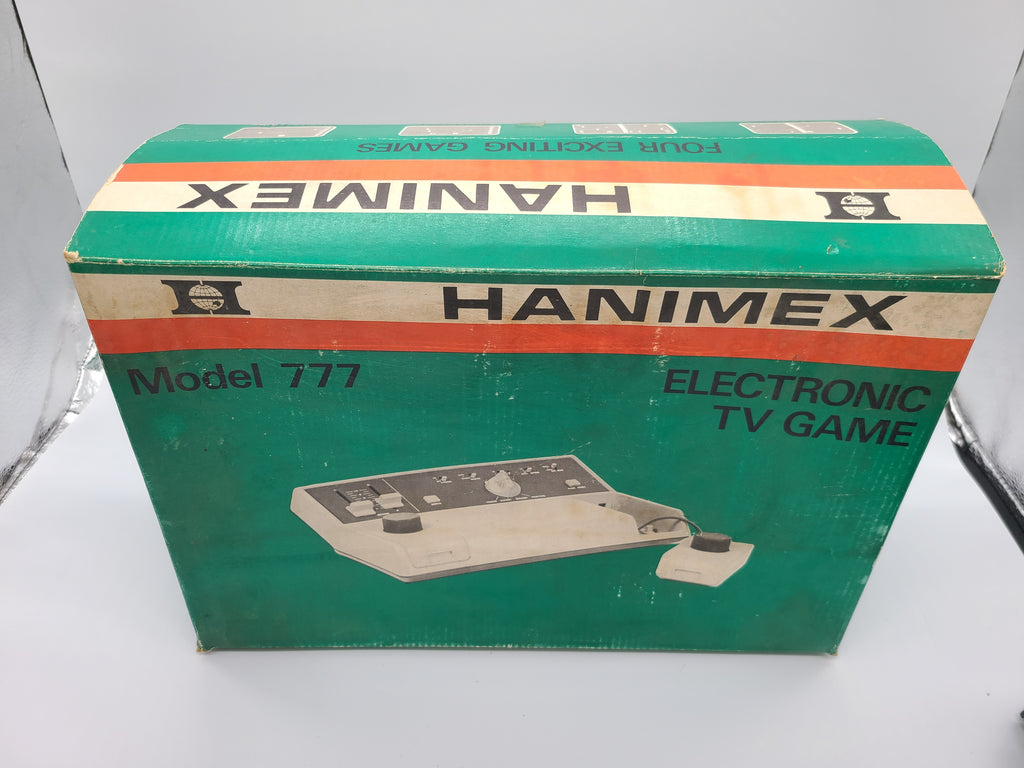 FOUR EXCITING GAMES
HANIMEX
HANIMEX
Model 777
ELECTRONIC
TV GAME